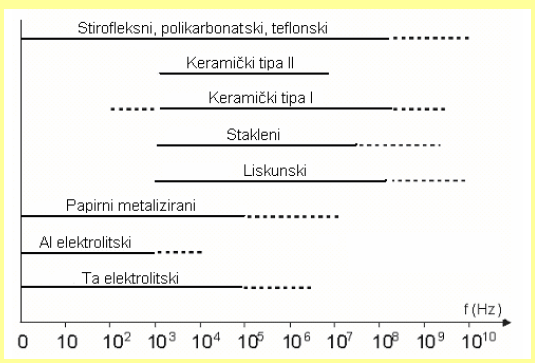 Stirofleksni, polikarbonatski, teflonski
Keramički tipa II
Keramički tipa I
Stakleni
Liskunski
Papirni metalizirani
Al elektrolitski
Ta elektrolitski
f (Hz)
0 10 10² 10³ 10⁴ 10⁵ 10⁶ 10⁷ 10⁸ 10⁹ 10¹⁰